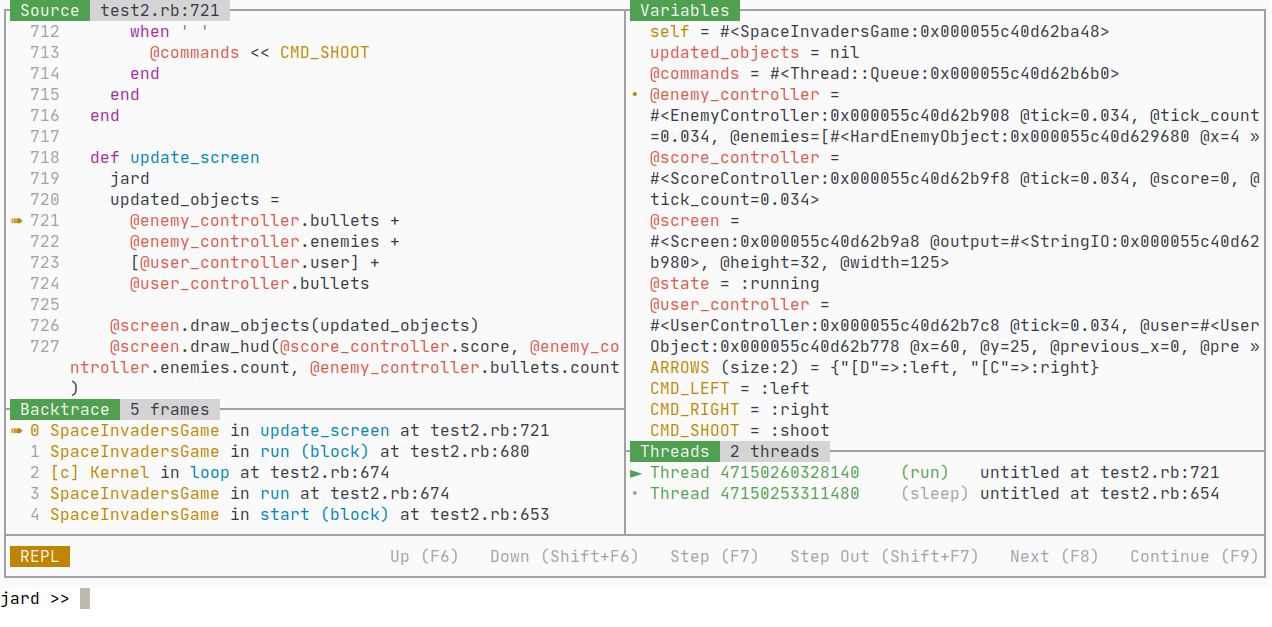 Source test2.rb:721
712 when ' '
713 @commands << CMD_SHOOT
714 end
715 end
716 end
717
718 def update_screen
719 jard
720 updated_objects =
721 @enemy_controller.bullets +
722 @enemy_controller.enemies +
723 [@user_controller.user] +
724 @user_controller.bullets
725
726 @screen.draw_objects(updated_objects)
727 @screen.draw_hud(@score_controller.score, @enemy_co
ntroller.enemies.count, @enemy_controller.bullets.count
)
Backtrace 5 frames
0 SpaceInvadersGame in update_screen at test2.rb:721
1 SpaceInvadersGame in run (block) at test2.rb:680
2 [c] Kernel in loop at test2.rb:674
3 SpaceInvadersGame in run at test2.rb:674
4 SpaceInvadersGame in start (block) at test2.rb:653
Variables
self = #<SpaceInvadersGame:0x000055c40d62ba48>
updated_objects = nil
@commands = #<Thread::Queue:0x000055c40d62b6b0>
• @enemy_controller =
#<EnemyController:0x000055c40d62b908 @tick=0.034, @tick_count
=0.034, @enemies=[#<HardEnemyObject:0x000055c40d629680 @x=4 »
@score_controller =
#<ScoreController:0x000055c40d62b9f8 @tick=0.034, @score=0, @
tick_count=0.034>
@screen =
#<Screen:0x000055c40d62b9a8 @output=#<StringIO:0x000055c40d62
b980>, @height=32, @width=125>
@state = :running
@user_controller =
#<UserController:0x000055c40d62b7c8 @tick=0.034, @user=#<User
Object:0x000055c40d62b778 @x=60, @y=25, @previous_x=0, @pre »
ARROWS (size:2) = {"[D"=>:left, "[C"=>:right}
CMD_LEFT = :left
CMD_RIGHT = :right
CMD_SHOOT = :shoot
Threads 2 threads
► Thread 47150260328140 (run) untitled at test2.rb:721
• Thread 47150253311480 (sleep) untitled at test2.rb:654
REPL Up (F6) Down (Shift+F6) Step (F7) Step Out (Shift+F7) Next (F8) Continue (F9)
jard >>